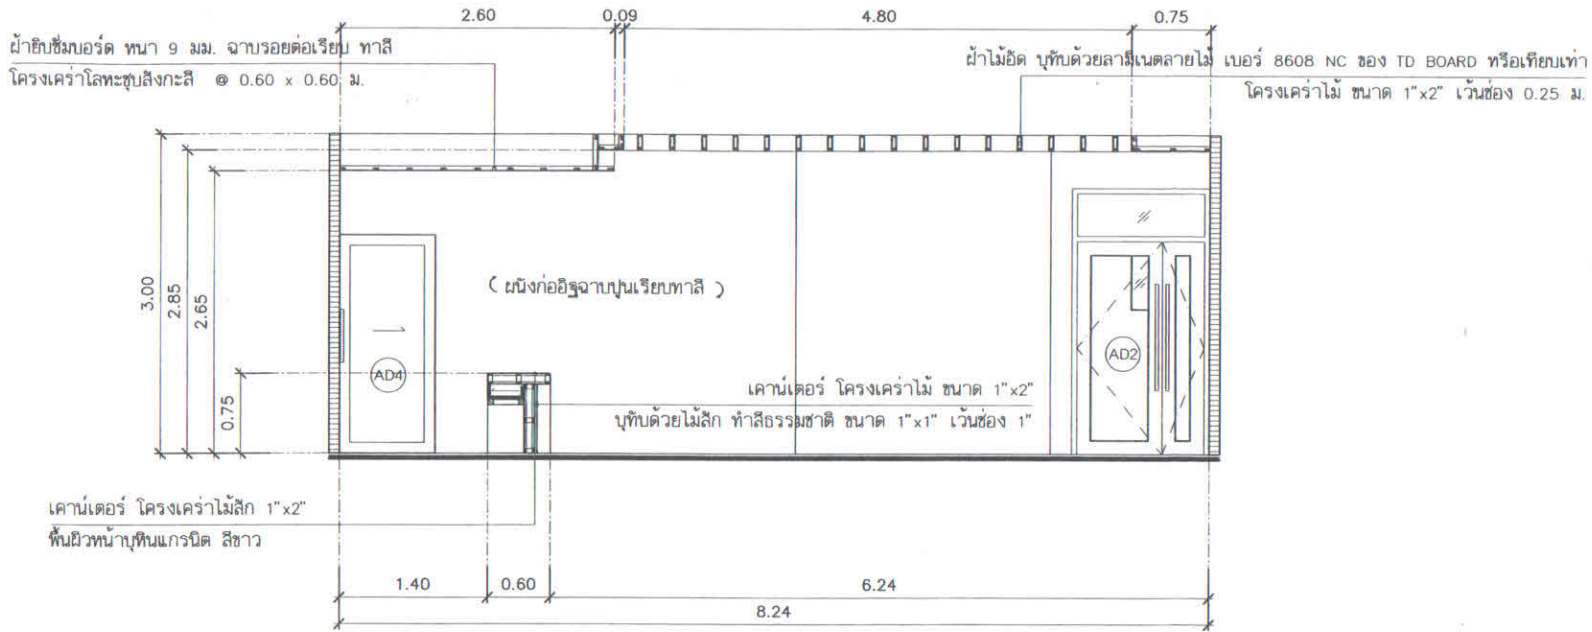 2.60 0.09 4.80 0.75
ฝ้ายิบซั่มบอร์ด หนา 9 มม. ฉาบรอยต่อเรียบ ทาสี
โครงเคร่าโลหะชุบสังกะสี @ 0.60 x 0.60 ม.
ฝ้าไม้อัด บุทับด้วยลามิเนตลายไม้ เบอร์ 8608 NC ของ TD BOARD หรือเทียบเท่า
โครงเคร่าไม้ ขนาด 1"x2" เว้นช่อง 0.25 ม.
3.00
2.85
2.65
0.75
( ผนังก่ออิฐฉาบปูนเรียบทาสี )
AD4
AD2
เคาน์เตอร์ โครงเคร่าไม้ ขนาด 1"x2"
บุทับด้วยไม้สัก ทำสีธรรมชาติ ขนาด 1"x1" เว้นช่อง 1"
เคาน์เตอร์ โครงเคร่าไม้สัก 1"x2"
พื้นผิวหน้าบุหินแกรนิต สีขาว
1.40 0.60 6.24
8.24